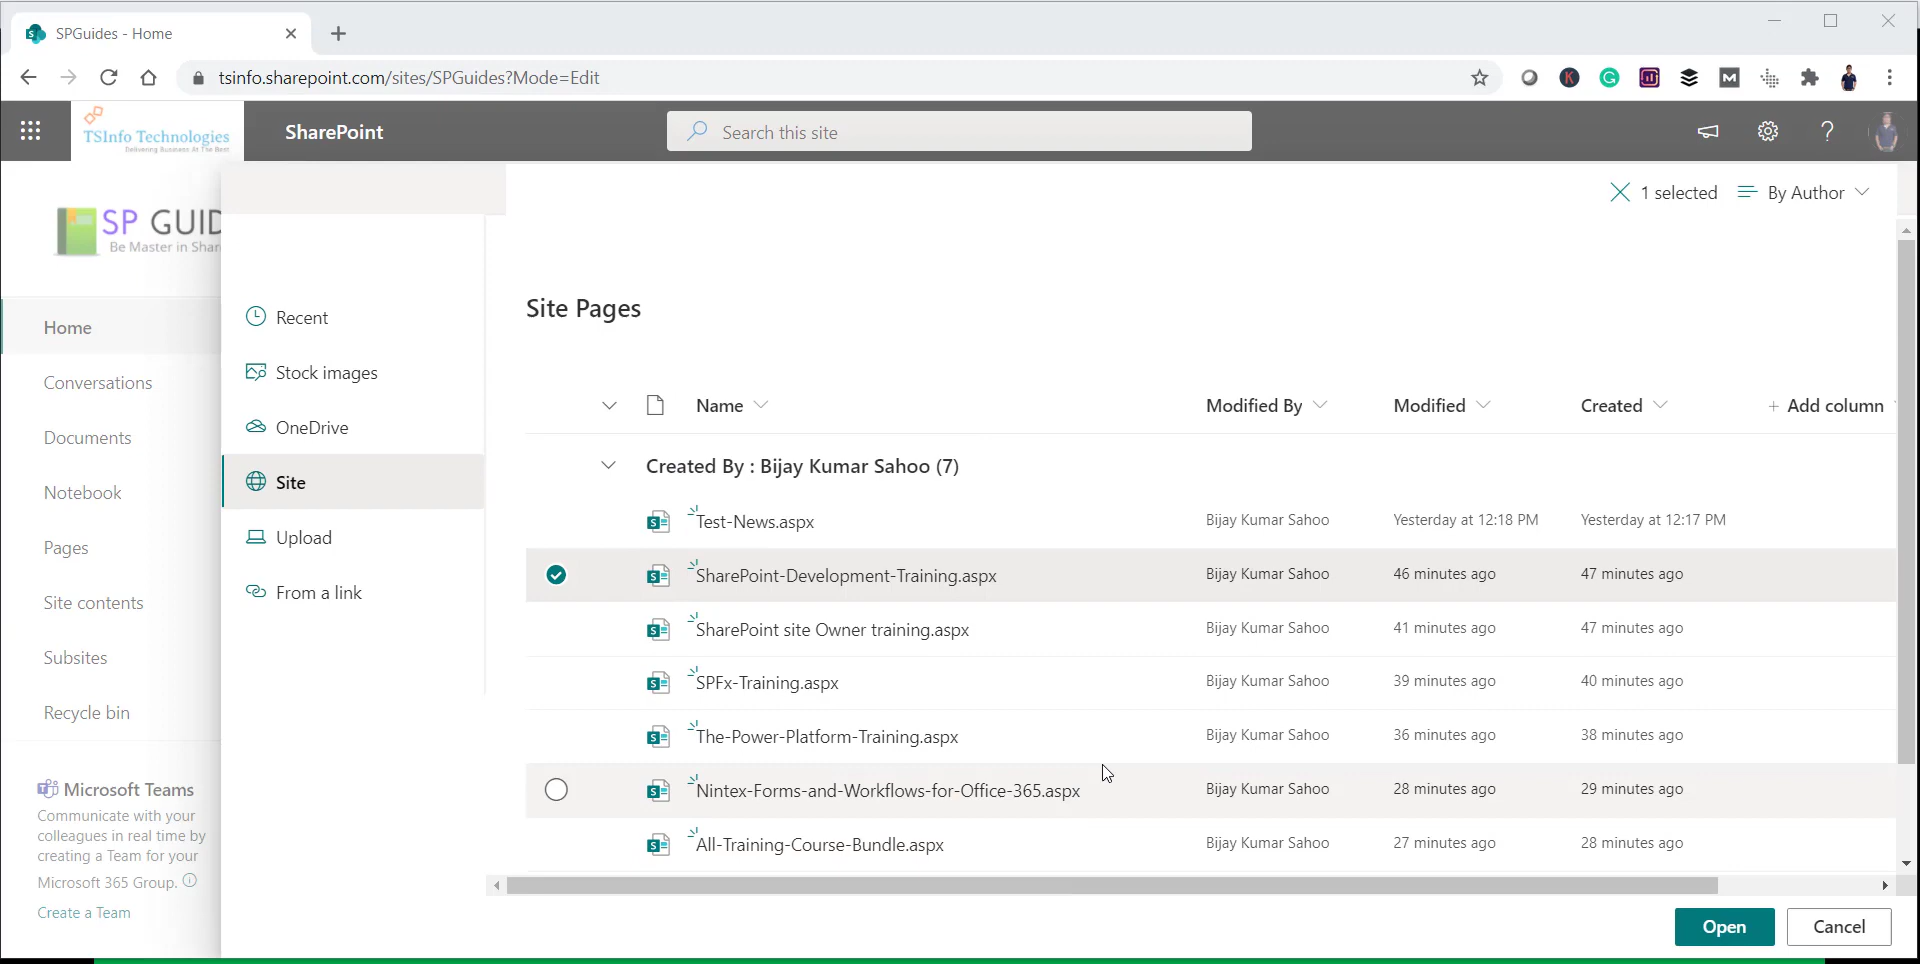 SPGuides - Home
tsinfo.sharepoint.com/sites/SPGuides?Mode=Edit
TSInfo Technologies
Delivering Business At The Best
SharePoint
Search this site
1 selected
By Author
SP GUID
Be Master in Shar
Home
Conversations
Documents
Notebook
Pages
Site contents
Subsites
Recycle bin
Microsoft Teams
Communicate with your
colleagues in real time by
creating a Team for your
Microsoft 365 Group.
Create a Team
Recent
Stock images
OneDrive
Site
Upload
From a link
Site Pages
Name Modified By Modified Created + Add column
Created By : Bijay Kumar Sahoo (7)
Test-News.aspx Bijay Kumar Sahoo Yesterday at 12:18 PM Yesterday at 12:17 PM
SharePoint-Development-Training.aspx Bijay Kumar Sahoo 46 minutes ago 47 minutes ago
SharePoint site Owner training.aspx Bijay Kumar Sahoo 41 minutes ago 47 minutes ago
SPFx-Training.aspx Bijay Kumar Sahoo 39 minutes ago 40 minutes ago
The-Power-Platform-Training.aspx Bijay Kumar Sahoo 36 minutes ago 38 minutes ago
Nintex-Forms-and-Workflows-for-Office-365.aspx Bijay Kumar Sahoo 28 minutes ago 29 minutes ago
All-Training-Course-Bundle.aspx Bijay Kumar Sahoo 27 minutes ago 28 minutes ago
Open Cancel